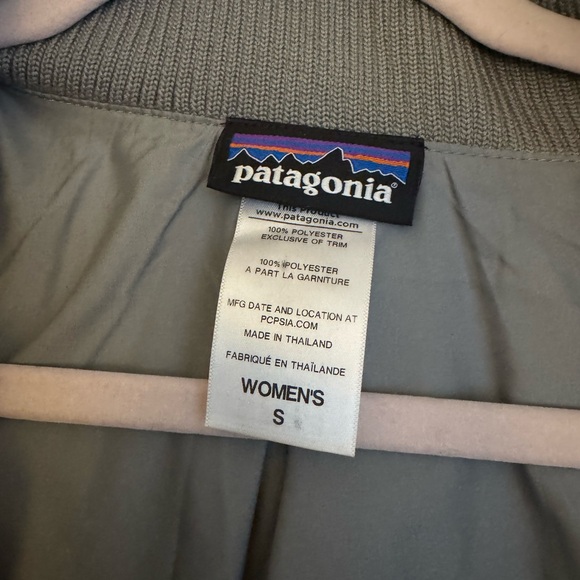 patagonia®
This Product
www.patagonia.com
100% POLYESTER
EXCLUSIVE OF TRIM
100% POLYESTER
A PART LA GARNITURE
MFG DATE AND LOCATION AT
PCPSIA.COM
MADE IN THAILAND
FABRIQUÉ EN THAÏLANDE
WOMEN'S
S